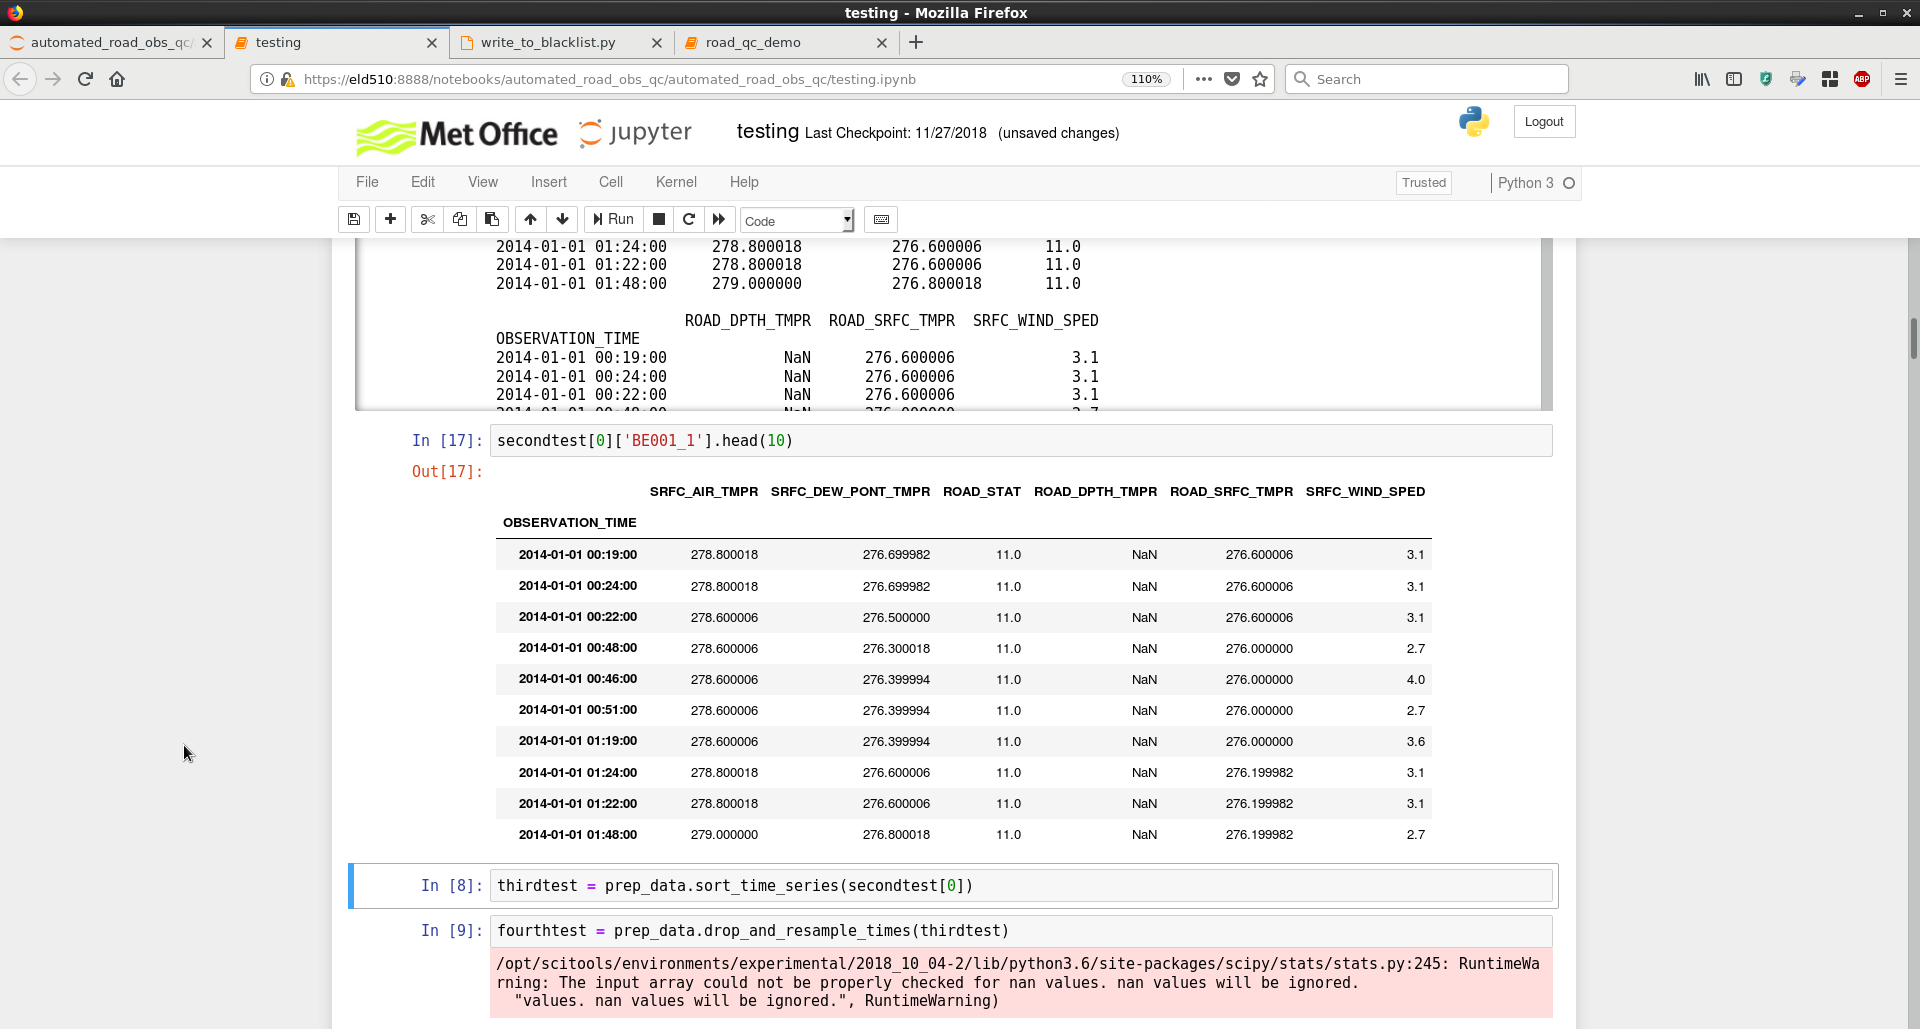 testing - Mozilla Firefox
automated_road_obs_qc/
testing
write_to_blacklist.py
road_qc_demo
https://eld510:8888/notebooks/automated_road_obs_qc/automated_road_obs_qc/testing.ipynb
110%
Search
ABP
Met Office
jupyter
testing Last Checkpoint: 11/27/2018 (unsaved changes)
Logout
File Edit View Insert Cell Kernel Help
Trusted
Python 3
Run
Code
2014-01-01 01:24:00 278.800018 276.600006 11.0
2014-01-01 01:22:00 278.800018 276.600006 11.0
2014-01-01 01:48:00 279.000000 276.800018 11.0
ROAD_DPTH_TMPR ROAD_SRFC_TMPR SRFC_WIND_SPED
OBSERVATION_TIME
2014-01-01 00:19:00 NaN 276.600006 3.1
2014-01-01 00:24:00 NaN 276.600006 3.1
2014-01-01 00:22:00 NaN 276.600006 3.1
2014-01-01 00:48:00 NaN 276.000000 2.7
In [17]: secondtest[0]['BE001_1'].head(10)
Out[17]:
SRFC_AIR_TMPR SRFC_DEW_PONT_TMPR ROAD_STAT ROAD_DPTH_TMPR ROAD_SRFC_TMPR SRFC_WIND_SPED
OBSERVATION_TIME
2014-01-01 00:19:00 278.800018 276.699982 11.0 NaN 276.600006 3.1
2014-01-01 00:24:00 278.800018 276.699982 11.0 NaN 276.600006 3.1
2014-01-01 00:22:00 278.600006 276.500000 11.0 NaN 276.600006 3.1
2014-01-01 00:48:00 278.600006 276.300018 11.0 NaN 276.000000 2.7
2014-01-01 00:46:00 278.600006 276.399994 11.0 NaN 276.000000 4.0
2014-01-01 00:51:00 278.600006 276.399994 11.0 NaN 276.000000 2.7
2014-01-01 01:19:00 278.600006 276.399994 11.0 NaN 276.000000 3.6
2014-01-01 01:24:00 278.800018 276.600006 11.0 NaN 276.199982 3.1
2014-01-01 01:22:00 278.800018 276.600006 11.0 NaN 276.199982 3.1
2014-01-01 01:48:00 279.000000 276.800018 11.0 NaN 276.199982 2.7
In [8]: thirdtest = prep_data.sort_time_series(secondtest[0])
In [9]: fourthtest = prep_data.drop_and_resample_times(thirdtest)
/opt/scitools/environments/experimental/2018_10_04-2/lib/python3.6/site-packages/scipy/stats/stats.py:245: RuntimeWa
rning: The input array could not be properly checked for nan values. nan values will be ignored.
"values. nan values will be ignored.", RuntimeWarning)